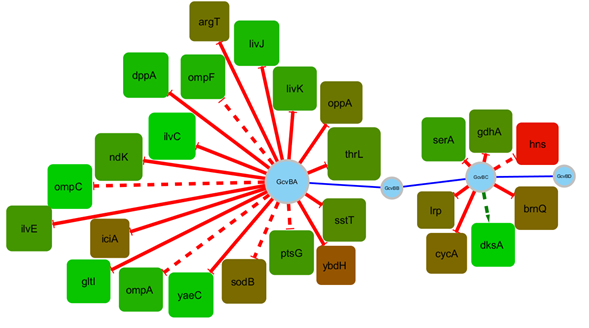 argT
livJ
dppA
ompF
livK
oppA
ilvC
serA
gdhA
hns
ndK
thrL
ompC
GcvBA
GcvBB
GcvBC
GcvBD
ilvE
iciA
sstT
lrp
brnQ
gltI
ompA
yaeC
sodB
ptsG
ybdH
cycA
dksA